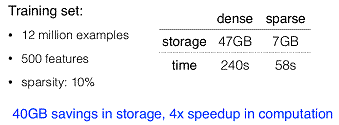 Training set:
• 12 million examples
• 500 features
• sparsity: 10%
dense sparse
storage 47GB 7GB
time 240s 58s
40GB savings in storage, 4x speedup in computation